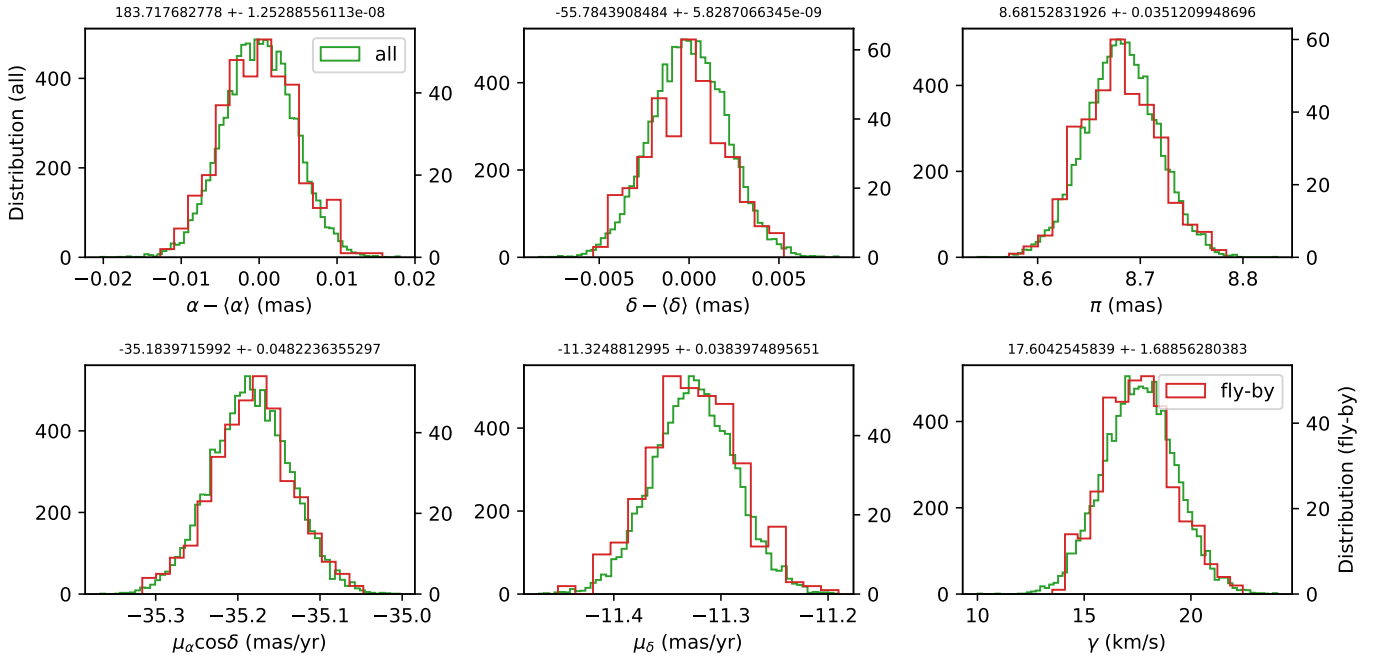 183.717682778 +- 1.25288556113e-08
-55.7843908484 +- 5.8287066345e-09
8.68152831926 +- 0.0351209948696
all
Distribution (all)
400
200
0
40
20
0
400
200
0
60
40
20
0
400
200
0
60
40
20
0
−0.02 −0.01 0.00 0.01 0.02
−0.005 0.000 0.005
8.6 8.7 8.8
α − ⟨α⟩ (mas)
δ − ⟨δ⟩ (mas)
π (mas)
-35.1839715992 +- 0.0482236355297
-11.3248812995 +- 0.0383974895651
17.6042545839 +- 1.68856280383
fly-by
400
200
0
40
20
0
400
200
0
40
20
0
400
200
0
40
20
0
Distribution (fly-by)
−35.3 −35.2 −35.1 −35.0
−11.4 −11.3 −11.2
10 15 20
μαcosδ (mas/yr)
μδ (mas/yr)
γ (km/s)